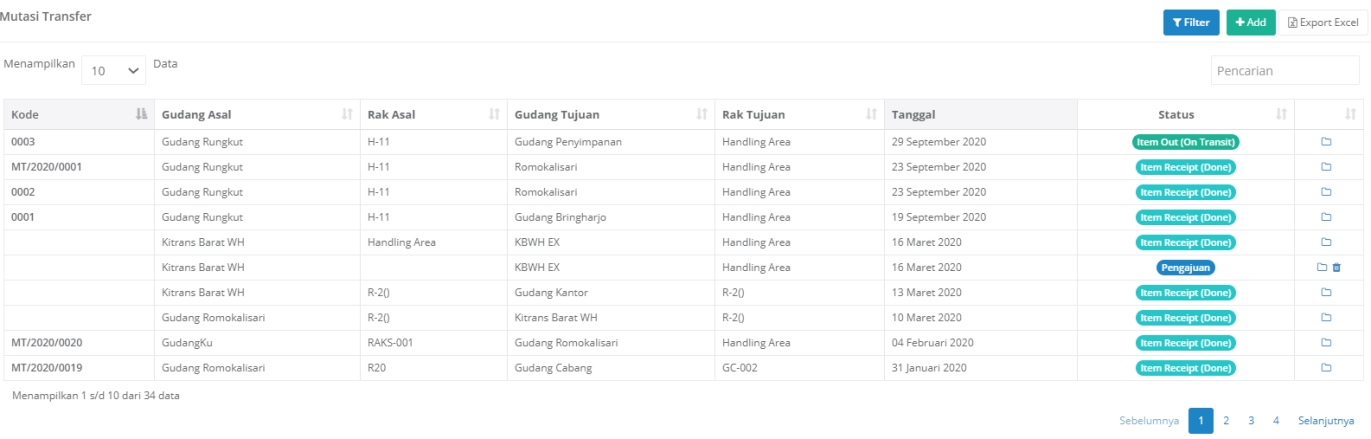 Mutasi Transfer
Filter + Add Export Excel
Menampilkan 10 Data Pencarian
Kode Gudang Asal Rak Asal Gudang Tujuan Rak Tujuan Tanggal Status
0003 Gudang Rungkut H-11 Gudang Penyimpanan Handling Area 29 September 2020 Item Out (On Transit)
MT/2020/0001 Gudang Rungkut H-11 Romokalisari Handling Area 23 September 2020 Item Receipt (Done)
0002 Gudang Rungkut H-11 Romokalisari Handling Area 23 September 2020 Item Receipt (Done)
0001 Gudang Rungkut H-11 Gudang Bringharjo Handling Area 19 September 2020 Item Receipt (Done)
Kitrans Barat WH Handling Area KBWH EX Handling Area 16 Maret 2020 Item Receipt (Done)
Kitrans Barat WH KBWH EX Handling Area 16 Maret 2020 Pengajuan
Kitrans Barat WH R-2() Gudang Kantor R-2() 13 Maret 2020 Item Receipt (Done)
Gudang Romokalisari R-2() Kitrans Barat WH R-2() 10 Maret 2020 Item Receipt (Done)
MT/2020/0020 GudangKu RAKS-001 Gudang Romokalisari Handling Area 04 Februari 2020 Item Receipt (Done)
MT/2020/0019 Gudang Romokalisari R20 Gudang Cabang GC-002 31 Januari 2020 Item Receipt (Done)
Menampilkan 1 s/d 10 dari 34 data
Sebelumnya 1 2 3 4 Selanjutnya